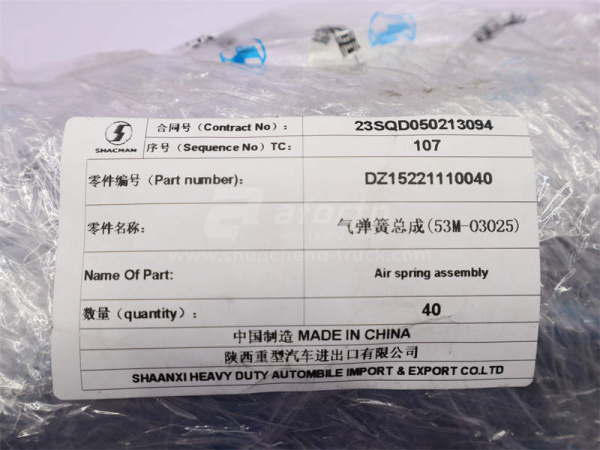 SHACMAN
合同号 (Contract No)： 23SQD050213094
序号 (Sequence No) TC: 107
零件编号 (Part number): DZ15221110040
零件名称: 气弹簧总成(53M-03025)
Name Of Part: Air spring assembly
数量 (quantity)： 40
中国制造 MADE IN CHINA
陕西重型汽车进出口有限公司
SHAANXI HEAVY DUTY AUTOMBILE IMPORT & EXPORT CO.LTD
www.shuncheng-truck.com